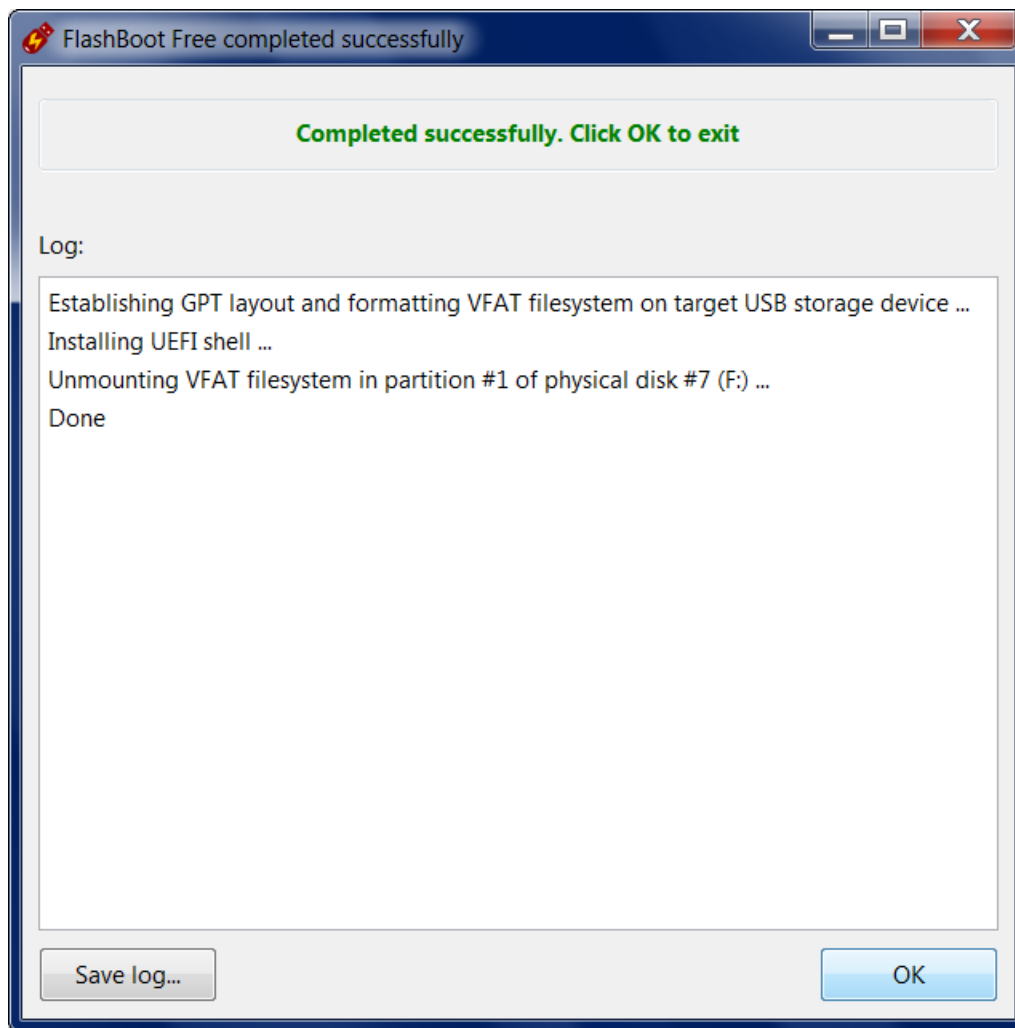 FlashBoot Free completed successfully
Completed successfully. Click OK to exit
Log:
Establishing GPT layout and formatting VFAT filesystem on target USB storage device ...
Installing UEFI shell ...
Unmounting VFAT filesystem in partition #1 of physical disk #7 (F:) ...
Done
Save log...
OK